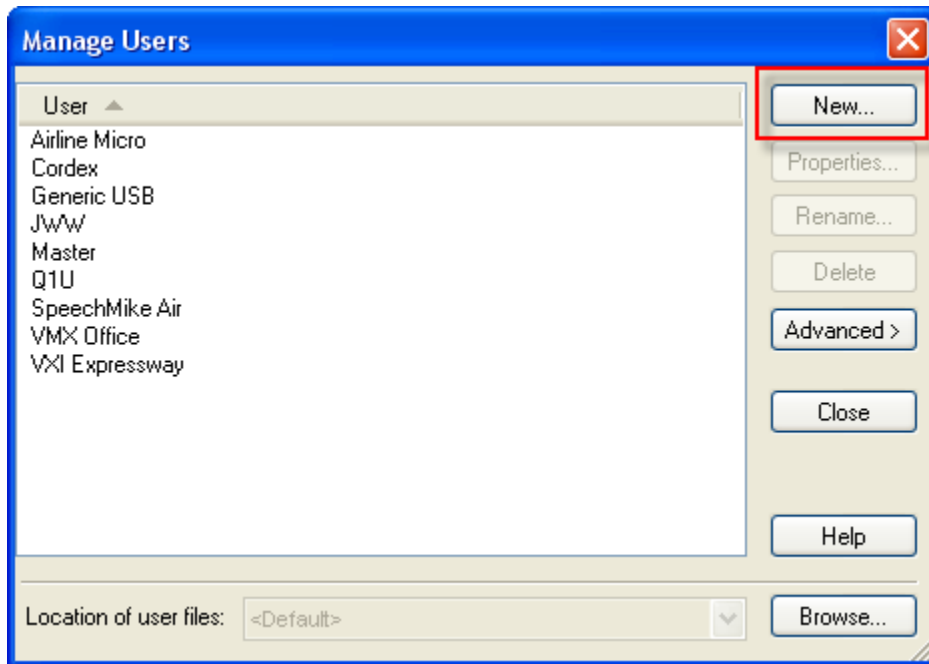 Manage Users
User
Airline Micro
Cordex
Generic USB
JWW
Master
Q1U
SpeechMike Air
VMX Office
VXI Expressway
New...
Properties...
Rename...
Delete
Advanced >
Close
Help
Location of user files: <Default> Browse...